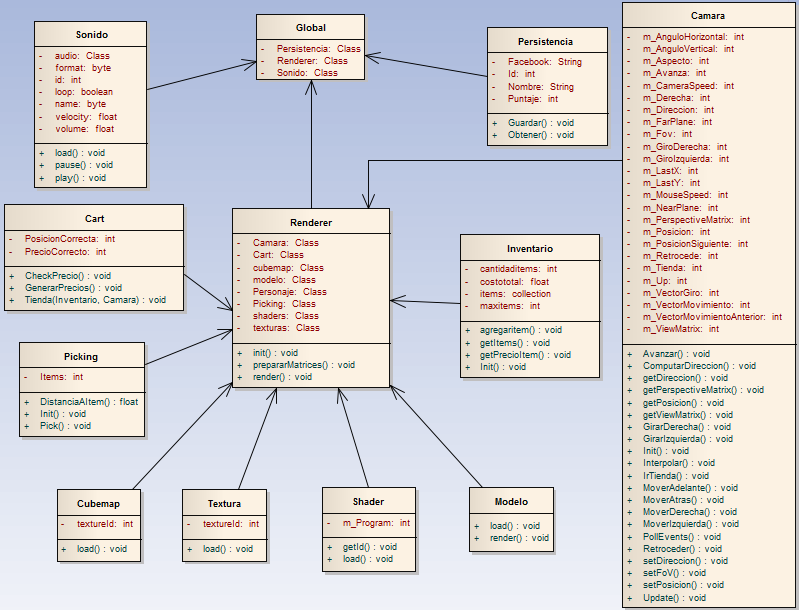 Sonido
- audio: Class
- format: byte
- id: int
- loop: boolean
- name: byte
- velocity: float
- volume: float
+ load() : void
+ pause() : void
+ play() : void
Global
- Persistencia: Class
- Renderer: Class
- Sonido: Class
Persistencia
- Facebook: String
- Id: int
- Nombre: String
- Puntaje: int
+ Guardar() : void
+ Obtener() : void
Camara
- m_AnguloHorizontal: int
- m_AnguloVertical: int
- m_Aspecto: int
- m_Avanza: int
- m_CameraSpeed: int
- m_Derecha: int
- m_Direccion: int
- m_FarPlane: int
- m_Fov: int
- m_GiroDerecha: int
- m_GiroIzquierda: int
- m_LastX: int
- m_LastY: int
- m_MouseSpeed: int
- m_NearPlane: int
- m_PerspectiveMatrix: int
- m_Posicion: int
- m_PosicionSiguiente: int
- m_Retrocede: int
- m_Tienda: int
- m_Up: int
- m_VectorGiro: int
- m_VectorMovimiento: int
- m_VectorMovimientoAnterior: int
- m_ViewMatrix: int
+ Avanzar() : void
+ ComputarDireccion() : void
+ getDireccion() : void
+ getPerspectiveMatrix() : void
+ getPosicion() : void
+ getViewMatrix() : void
+ GirarDerecha() : void
+ GirarIzquierda() : void
+ Init() : void
+ Interpolar() : void
+ IrTienda() : void
+ MoverAdelante() : void
+ MoverAtras() : void
+ MoverDerecha() : void
+ MoverIzquierda() : void
+ PollEvents() : void
+ Retroceder() : void
+ setDireccion() : void
+ setFoV() : void
+ setPosicion() : void
+ Update() : void
Cart
- PosicionCorrecta: int
- PrecioCorrecto: int
+ CheckPrecio() : void
+ GenerarPrecios() : void
+ Tienda(Inventario, Camara) : void
Renderer
- Camara: Class
- Cart: Class
- cubemap: Class
- modelo: Class
- Personaje: Class
- Picking: Class
- shaders: Class
- texturas: Class
+ init() : void
+ prepararMatrices() : void
+ render() : void
Inventario
- cantidaditems: int
- costototal: float
- items: collection
- maxitems: int
+ agregaritem() : void
+ getItems() : void
+ getPrecioItem() : void
+ Init() : void
Picking
- Items: int
+ DistanciaAItem() : float
+ Init() : void
+ Pick() : void
Cubemap
- textureId: int
+ load() : void
Textura
- textureId: int
+ load() : void
Shader
- m_Program: int
+ getId() : void
+ load() : void
Modelo
+ load() : void
+ render() : void